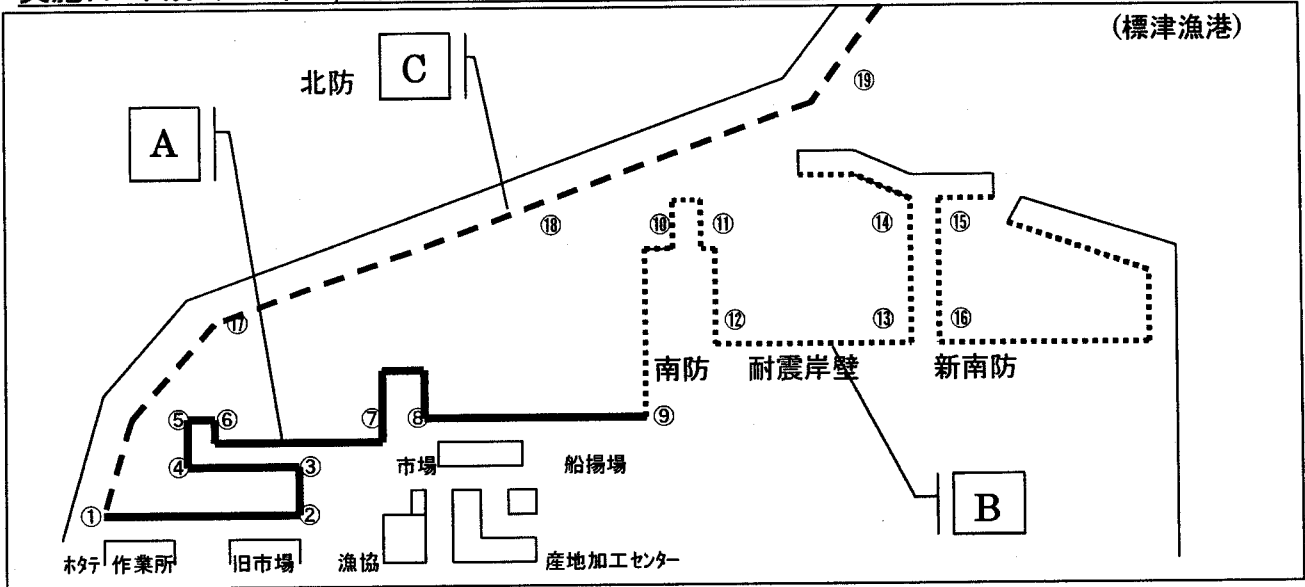 (標津漁港)
北防
C
A
⑲
⑱
⑩
⑪
⑭
⑮
⑰
⑫
⑬
⑯
南防 耐震岸壁 新南防
⑤
⑥
⑦
⑧
⑨
④
③
市場
船揚場
①
②
B
ホタテ
作業所
旧市場
漁協
産地加工センター